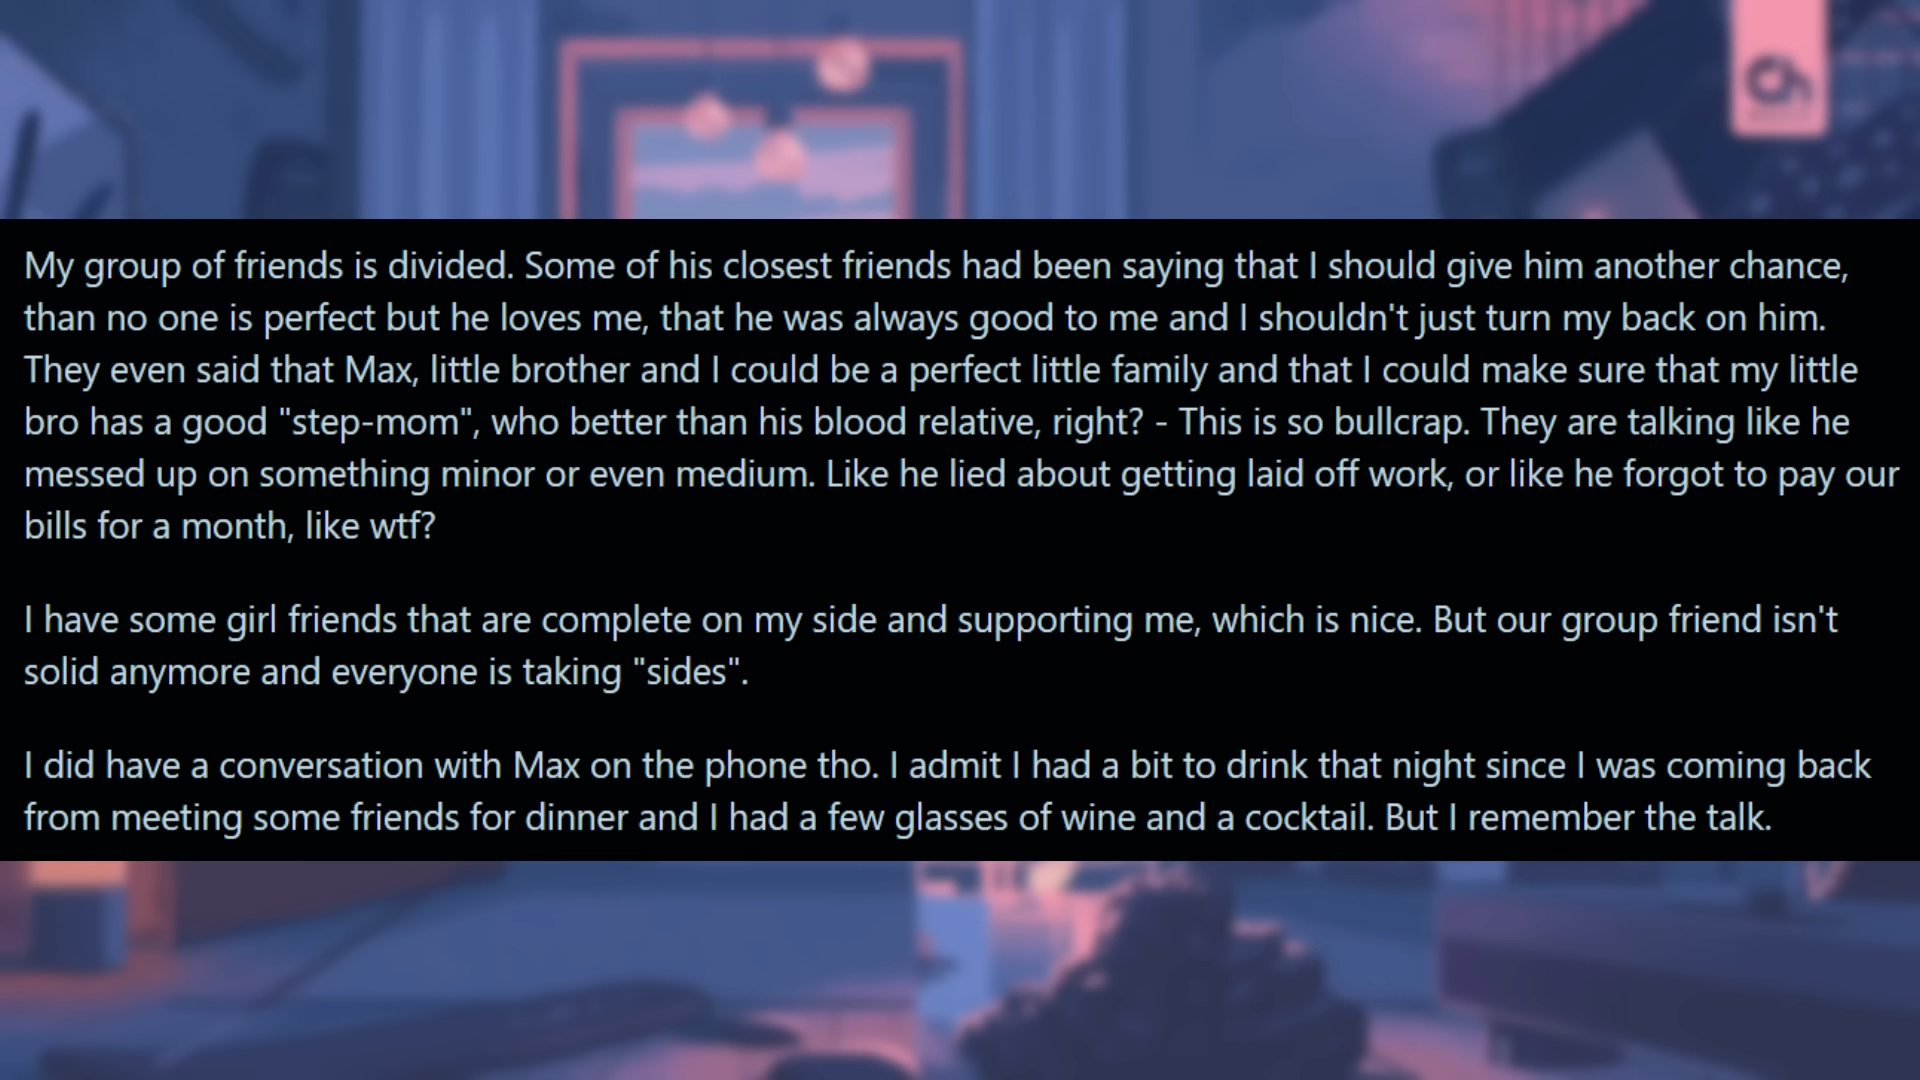 My group of friends is divided. Some of his closest friends had been saying that I should give him another chance,
than no one is perfect but he loves me, that he was always good to me and I shouldn't just turn my back on him.
They even said that Max, little brother and I could be a perfect little family and that I could make sure that my little
bro has a good "step-mom", who better than his blood relative, right? - This is so bullcrap. They are talking like he
messed up on something minor or even medium. Like he lied about getting laid off work, or like he forgot to pay our
bills for a month, like wtf?
I have some girl friends that are complete on my side and supporting me, which is nice. But our group friend isn't
solid anymore and everyone is taking "sides".
I did have a conversation with Max on the phone tho. I admit I had a bit to drink that night since I was coming back
from meeting some friends for dinner and I had a few glasses of wine and a cocktail. But I remember the talk.